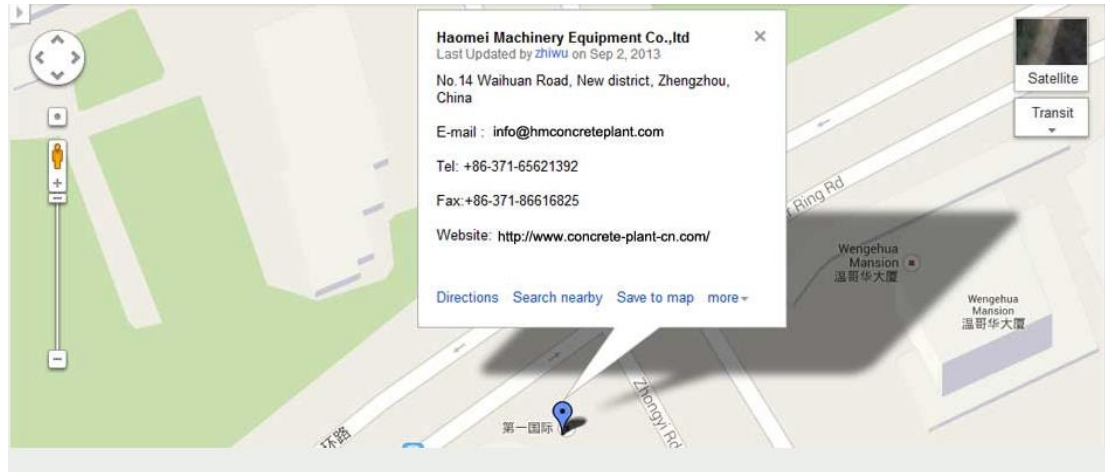 Haomei Machinery Equipment Co.,ltd
Last Updated by zhiwu on Sep 2, 2013
No.14 Waihuan Road, New district, Zhengzhou,
China
E-mail : info@hmconcreteplant.com
Tel: +86-371-65621392
Fax:+86-371-86616825
Website: http://www.concrete-plant-cn.com/
Directions Search nearby Save to map more
Satellite
Transit
Ring Rd
Wengehua
Mansion
温哥华大厦
Wengehua
Mansion
温哥华大厦
Zhongyi Rd
第一国际
环路